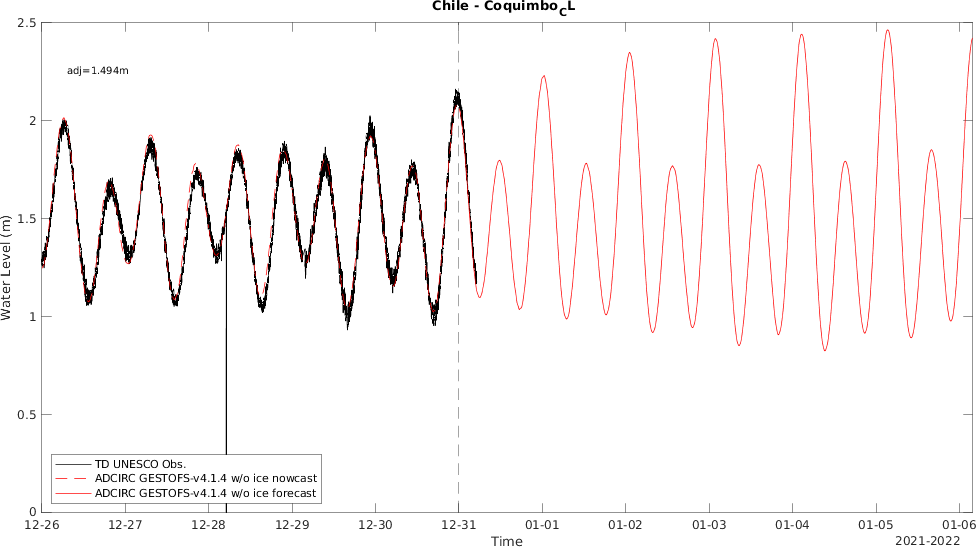 Chile - Coquimbo_CL
adj=1.494m
2.5
2
1.5
1
0.5
0
Water Level (m)
TD UNESCO Obs.
ADCIRC GESTOFS-v4.1.4 w/o ice nowcast
ADCIRC GESTOFS-v4.1.4 w/o ice forecast
12-26 12-27 12-28 12-29 12-30 12-31 01-01 01-02 01-03 01-04 01-05 01-06
Time
2021-2022